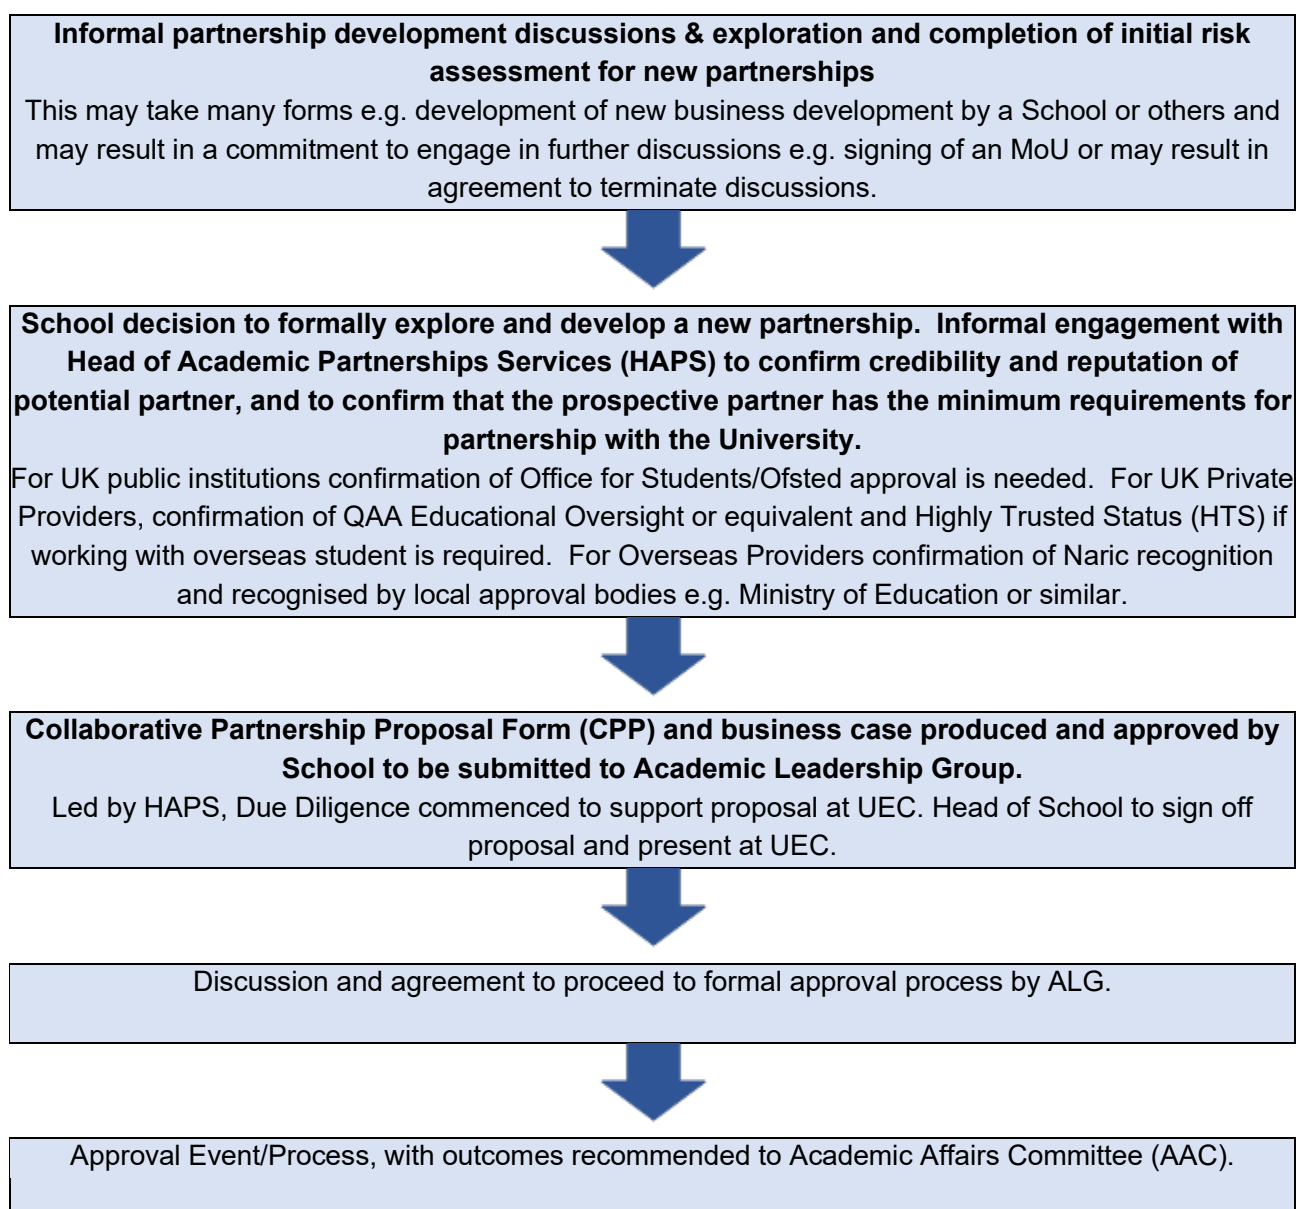 Informal partnership development discussions & exploration and completion of initial risk
assessment for new partnerships
This may take many forms e.g. development of new business development by a School or others and
may result in a commitment to engage in further discussions e.g. signing of an MoU or may result in
agreement to terminate discussions.
School decision to formally explore and develop a new partnership.  Informal engagement with
Head of Academic Partnerships Services (HAPS) to confirm credibility and reputation of
potential partner, and to confirm that the prospective partner has the minimum requirements for
partnership with the University.
For UK public institutions confirmation of Office for Students/Ofsted approval is needed.  For UK Private
Providers, confirmation of QAA Educational Oversight or equivalent and Highly Trusted Status (HTS) if
working with overseas student is required.  For Overseas Providers confirmation of Naric recognition
and recognised by local approval bodies e.g. Ministry of Education or similar.
Collaborative Partnership Proposal Form (CPP) and business case produced and approved by
School to be submitted to Academic Leadership Group.
Led by HAPS, Due Diligence commenced to support proposal at UEC. Head of School to sign off
proposal and present at UEC.
Discussion and agreement to proceed to formal approval process by ALG.
Approval Event/Process, with outcomes recommended to Academic Affairs Committee (AAC).